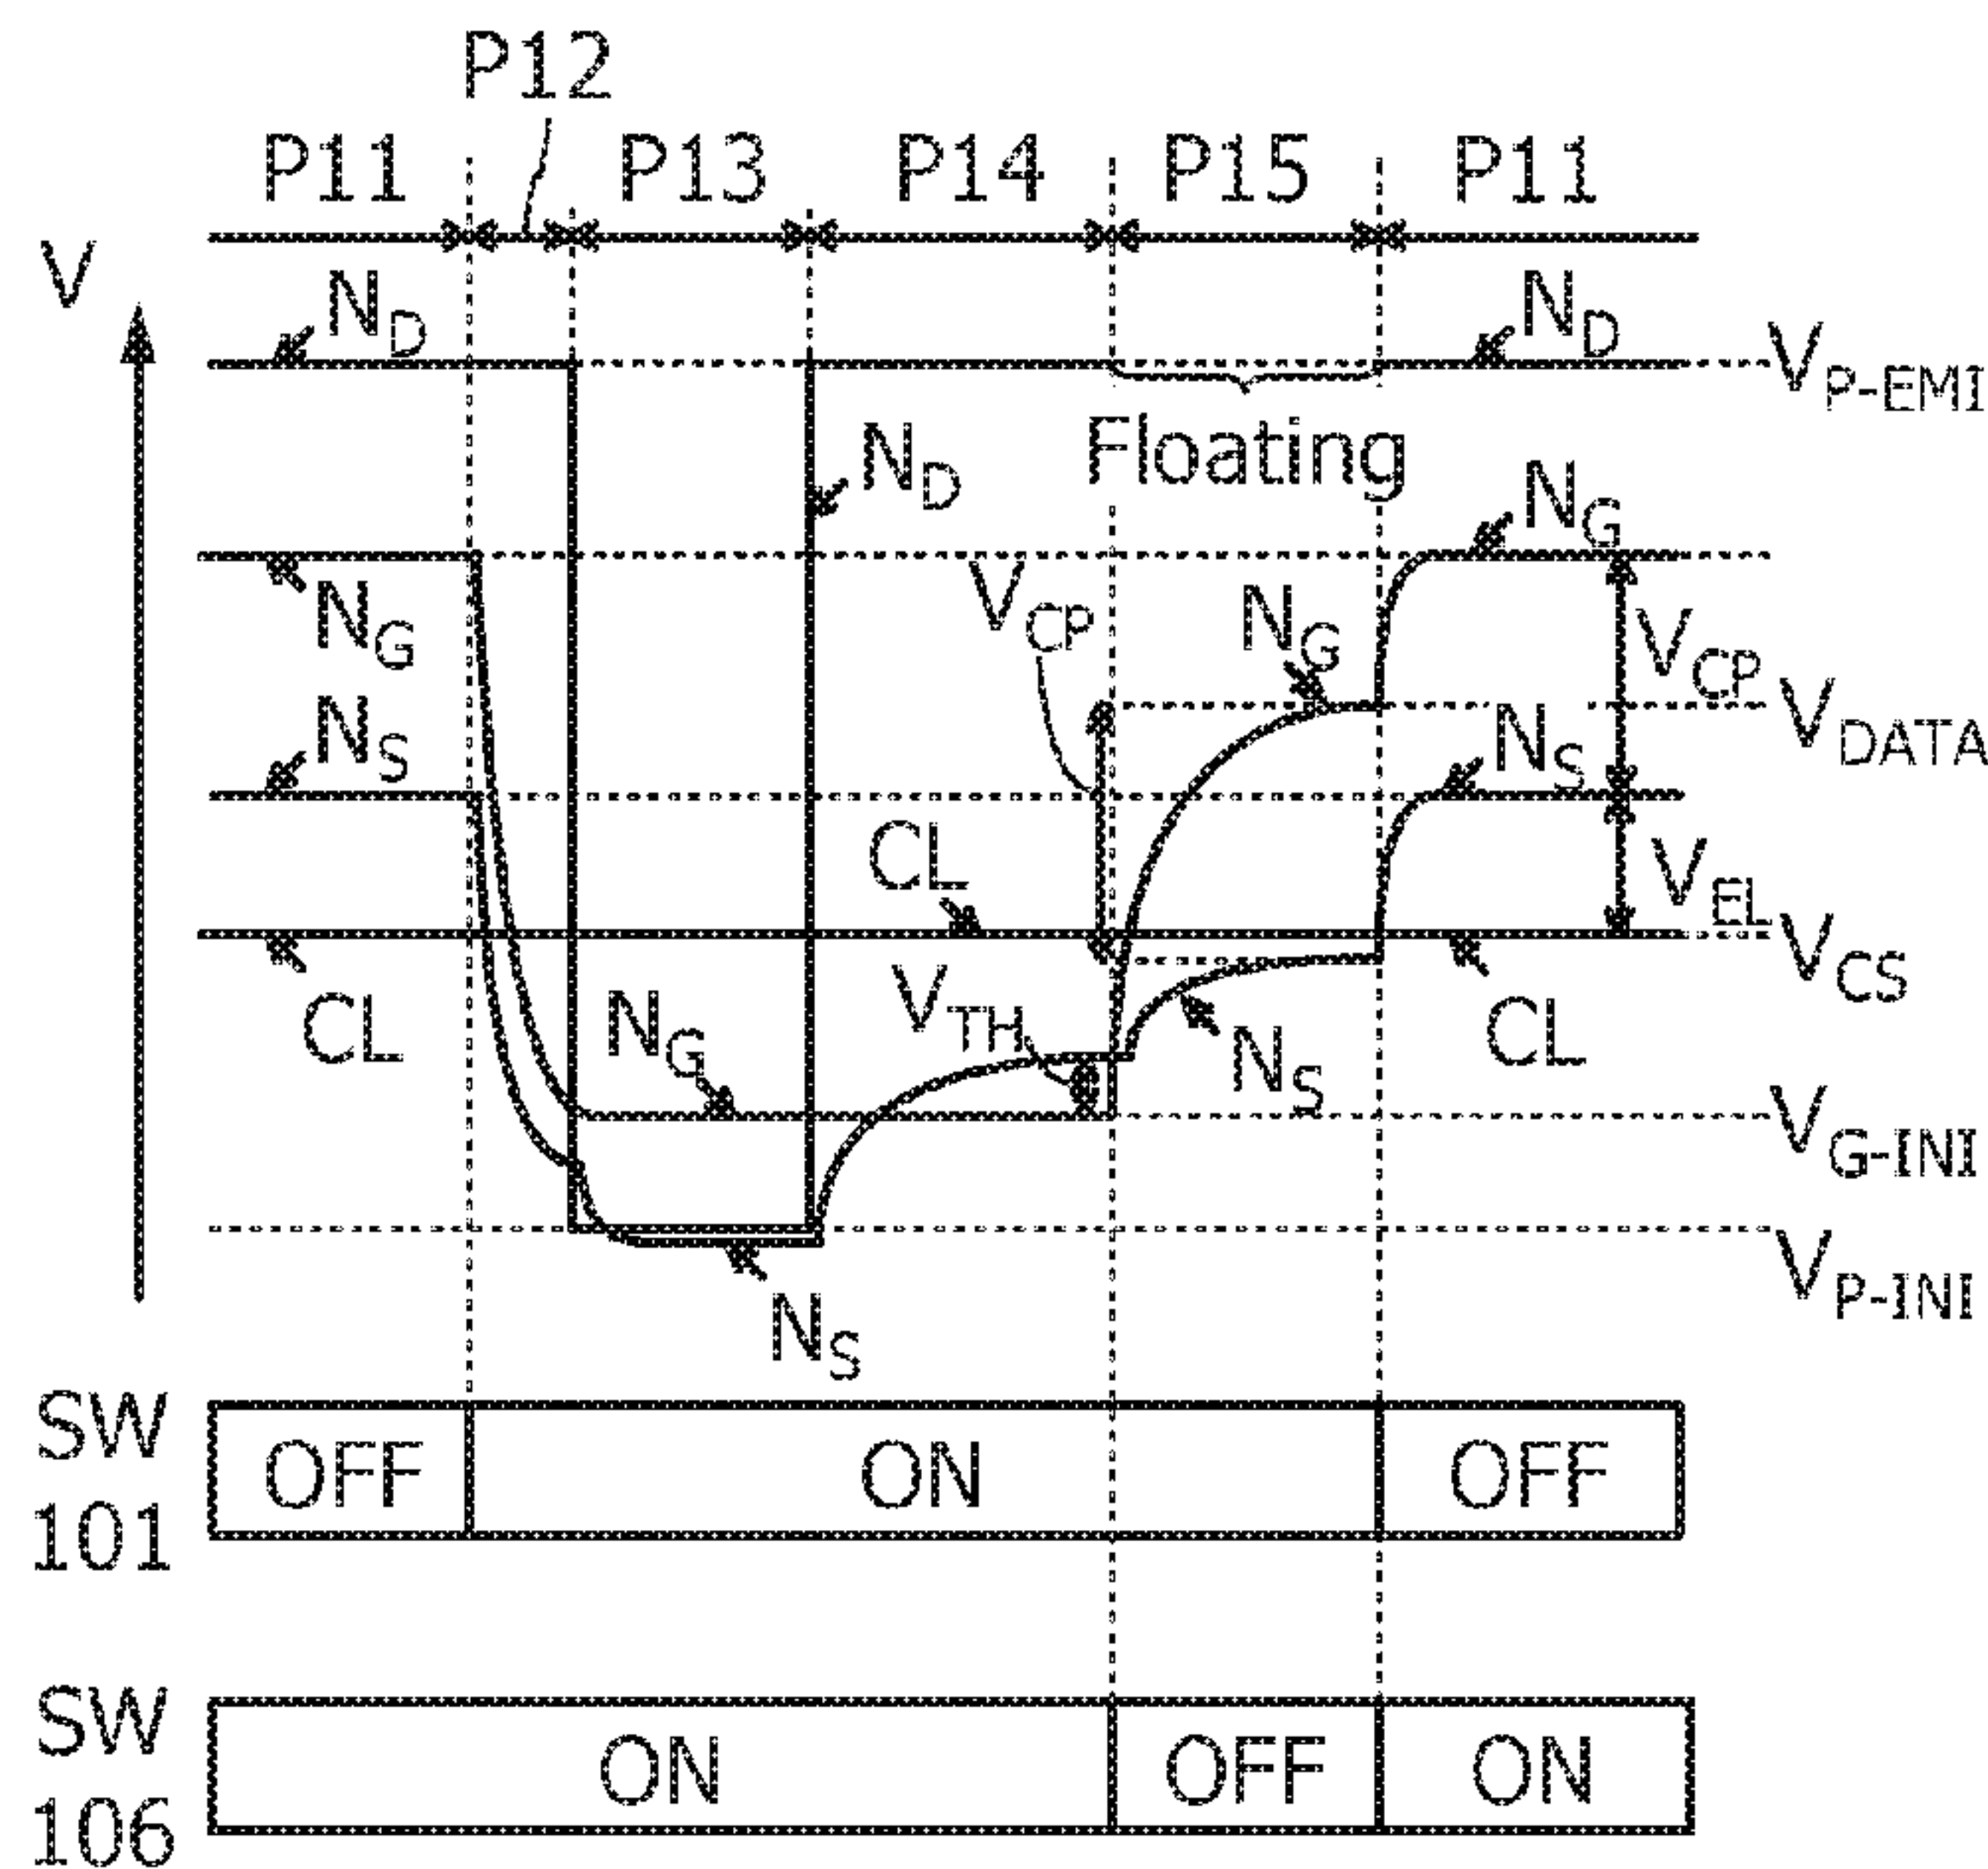 P12
P11 P13 P14 P15 P11
V
N_D N_D
V_P-EMI
N_D Floating
N_G
N_G V_CP N_G V_CP
N_S N_S V_DATA
CL V_EL
V_CS
CL N_G V_TH N_S CL
V_G-INI
V_P-INI
N_S
SW 101 OFF ON OFF
SW 106 ON OFF ON